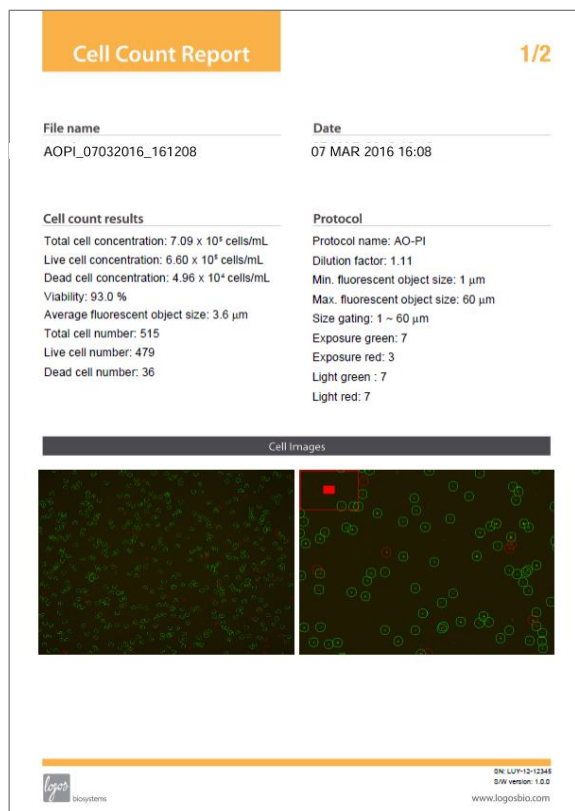 Cell Count Report
1/2
File name
AOPI_07032016_161208
Date
07 MAR 2016 16:08
Cell count results
Total cell concentration: 7.09 x 10⁵ cells/mL
Live cell concentration: 6.60 x 10⁵ cells/mL
Dead cell concentration: 4.96 x 10⁴ cells/mL
Viability: 93.0 %
Average fluorescent object size: 3.6 μm
Total cell number: 515
Live cell number: 479
Dead cell number: 36
Protocol
Protocol name: AO-PI
Dilution factor: 1.11
Min. fluorescent object size: 1 μm
Max. fluorescent object size: 60 μm
Size gating: 1 ~ 60 μm
Exposure green: 7
Exposure red: 3
Light green : 7
Light red: 7
Cell Images
logos
biosystems
SN: LUY-12-12345
S/W version: 1.0.0
www.logosbio.com